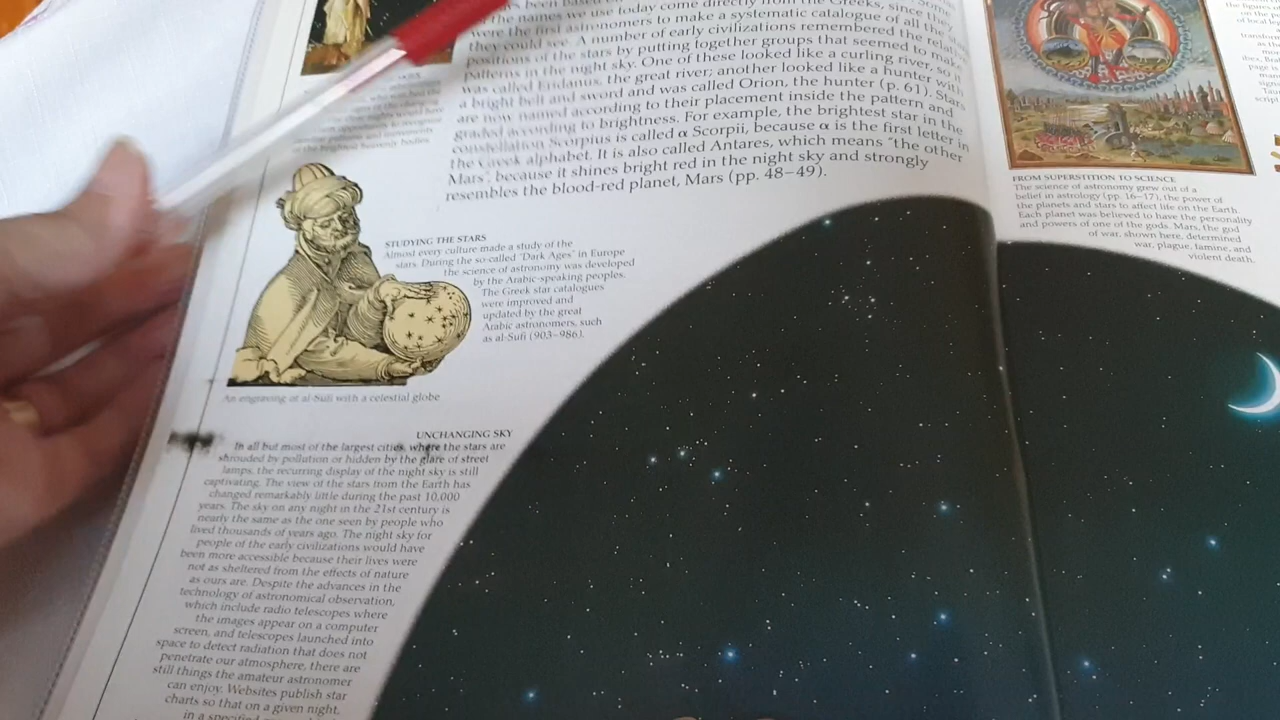 been based
The names we use today come directly from the Greeks, since they
were the first astronomers to make a systematic catalogue of all the
they could see. A number of early civilizations remembered the
positions of the stars by putting together groups that seemed to make
patterns in the night sky. One of these looked like a curling river, so it
was called Eridanus, the great river; another looked like a hunter with
a bright belt and sword and was called Orion, the hunter (p. 61). Stars
are now named according to their placement inside the pattern and
graded according to brightness. For example, the brightest star in the
constellation Scorpius is called α Scorpii, because α is the first letter in
the Greek alphabet. It is also called Antares, which means "the other
Mars", because it shines bright red in the night sky and strongly
resembles the blood-red planet, Mars (pp. 48–49).
the brightest heavenly bodies
STUDYING THE STARS
Almost every culture made a study of the
stars. During the so-called "Dark Ages" in Europe
the science of astronomy was developed
by the Arabic-speaking peoples.
The Greek star catalogues
were improved and
updated by the great
Arabic astronomers, such
as al-Sufi (903–986).
An engraving of al-Sufi with a celestial globe
UNCHANGING SKY
In all but most of the largest cities, where the stars are
shrouded by pollution or hidden by the glare of street
lamps, the recurring display of the night sky is still
captivating. The view of the stars from the Earth has
changed remarkably little during the past 10,000
years. The sky on any night in the 21st century is
nearly the same as the one seen by people who
lived thousands of years ago. The night sky for
people of the early civilizations would have
been more accessible because their lives were
not as sheltered from the effects of nature
as ours are. Despite the advances in the
technology of astronomical observation,
which include radio telescopes where
the images appear on a computer
screen, and telescopes launched into
space to detect radiation that does not
penetrate our atmosphere, there are
still things the amateur astronomer
can enjoy. Websites publish star
charts so that on a given night,
in a specified
FROM SUPERSTITION TO SCIENCE
The science of astronomy grew out of a
belief in astrology (pp. 16–17), the power of
the planets and stars to affect life on the Earth.
Each planet was believed to have the personality
and powers of one of the gods. Mars, the god
of war, shown here, determined
war, plague, famine, and
violent death.